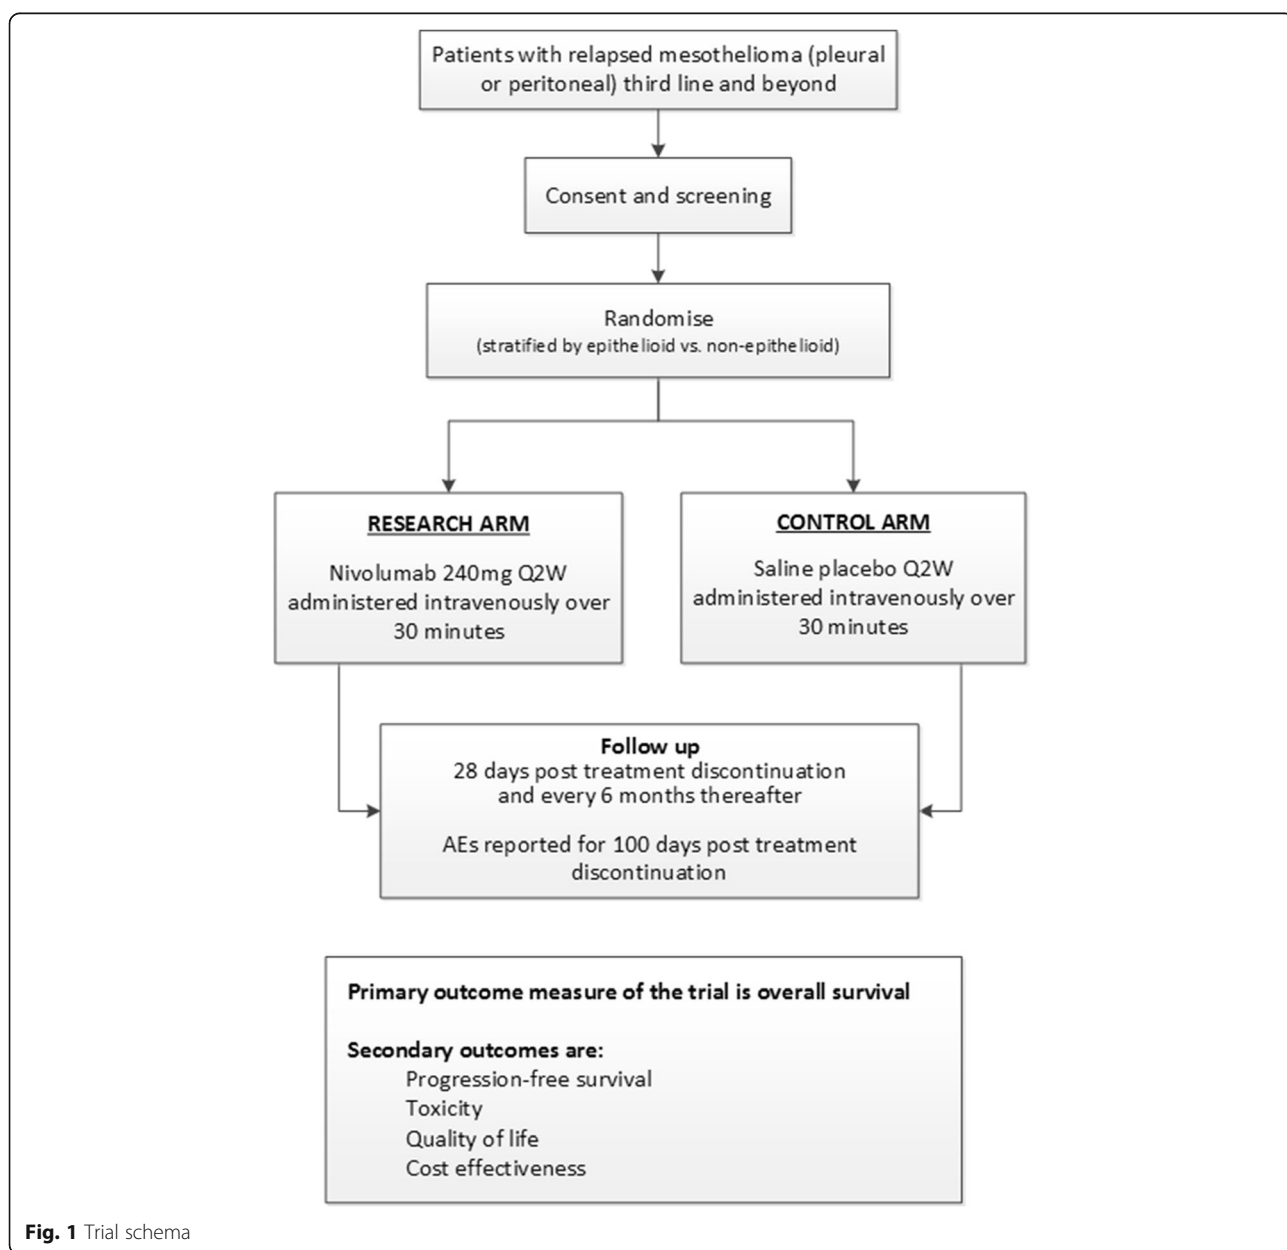 Patients with relapsed mesothelioma (pleural
or peritoneal) third line and beyond
Consent and screening
Randomise
(stratified by epithelioid vs. non-epithelioid)
RESEARCH ARM
Nivolumab 240mg Q2W
administered intravenously over
30 minutes
CONTROL ARM
Saline placebo Q2W
administered intravenously over
30 minutes
Follow up
28 days post treatment discontinuation
and every 6 months thereafter
AEs reported for 100 days post treatment
discontinuation
Primary outcome measure of the trial is overall survival
Secondary outcomes are:
Progression-free survival
Toxicity
Quality of life
Cost effectiveness
Fig. 1 Trial schema